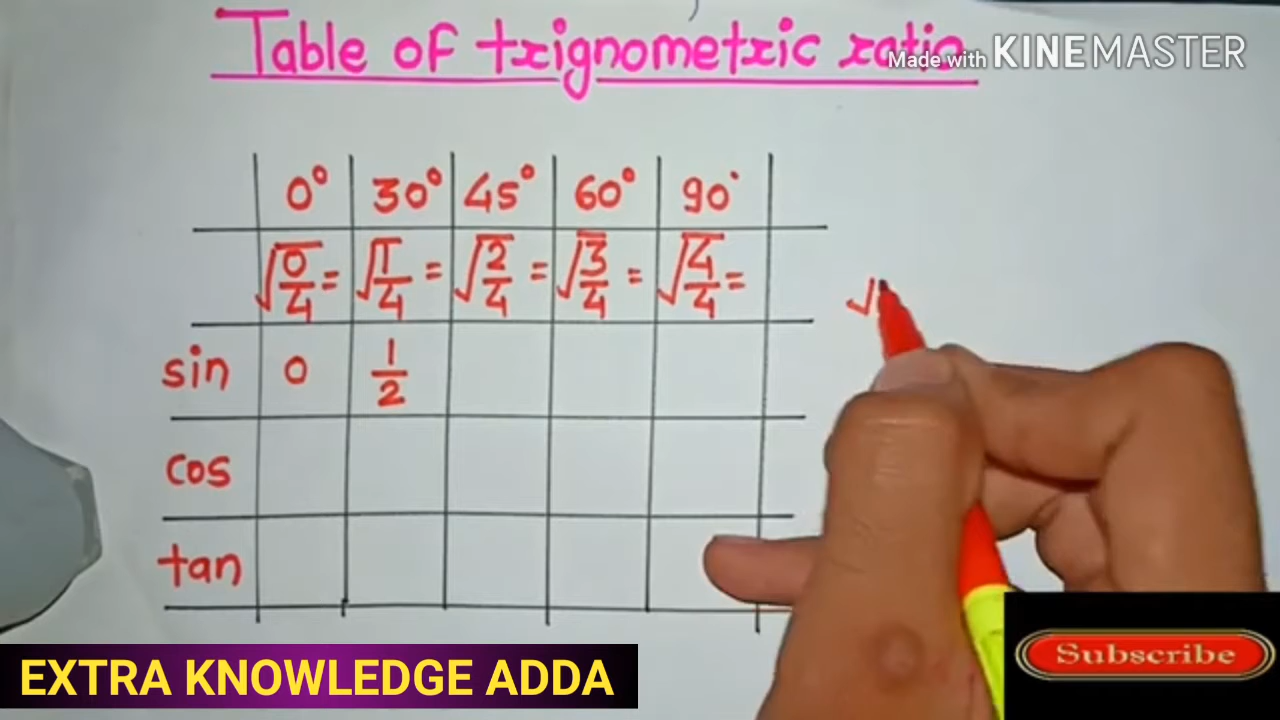 Table of trignometric ratio
Made with KINEMASTER
0° 30° 45° 60° 90°
√0/4 = √1/4 = √2/4 = √3/4 = √4/4 =
√
sin 0 1/2
cos
tan
EXTRA KNOWLEDGE ADDA
Subscribe